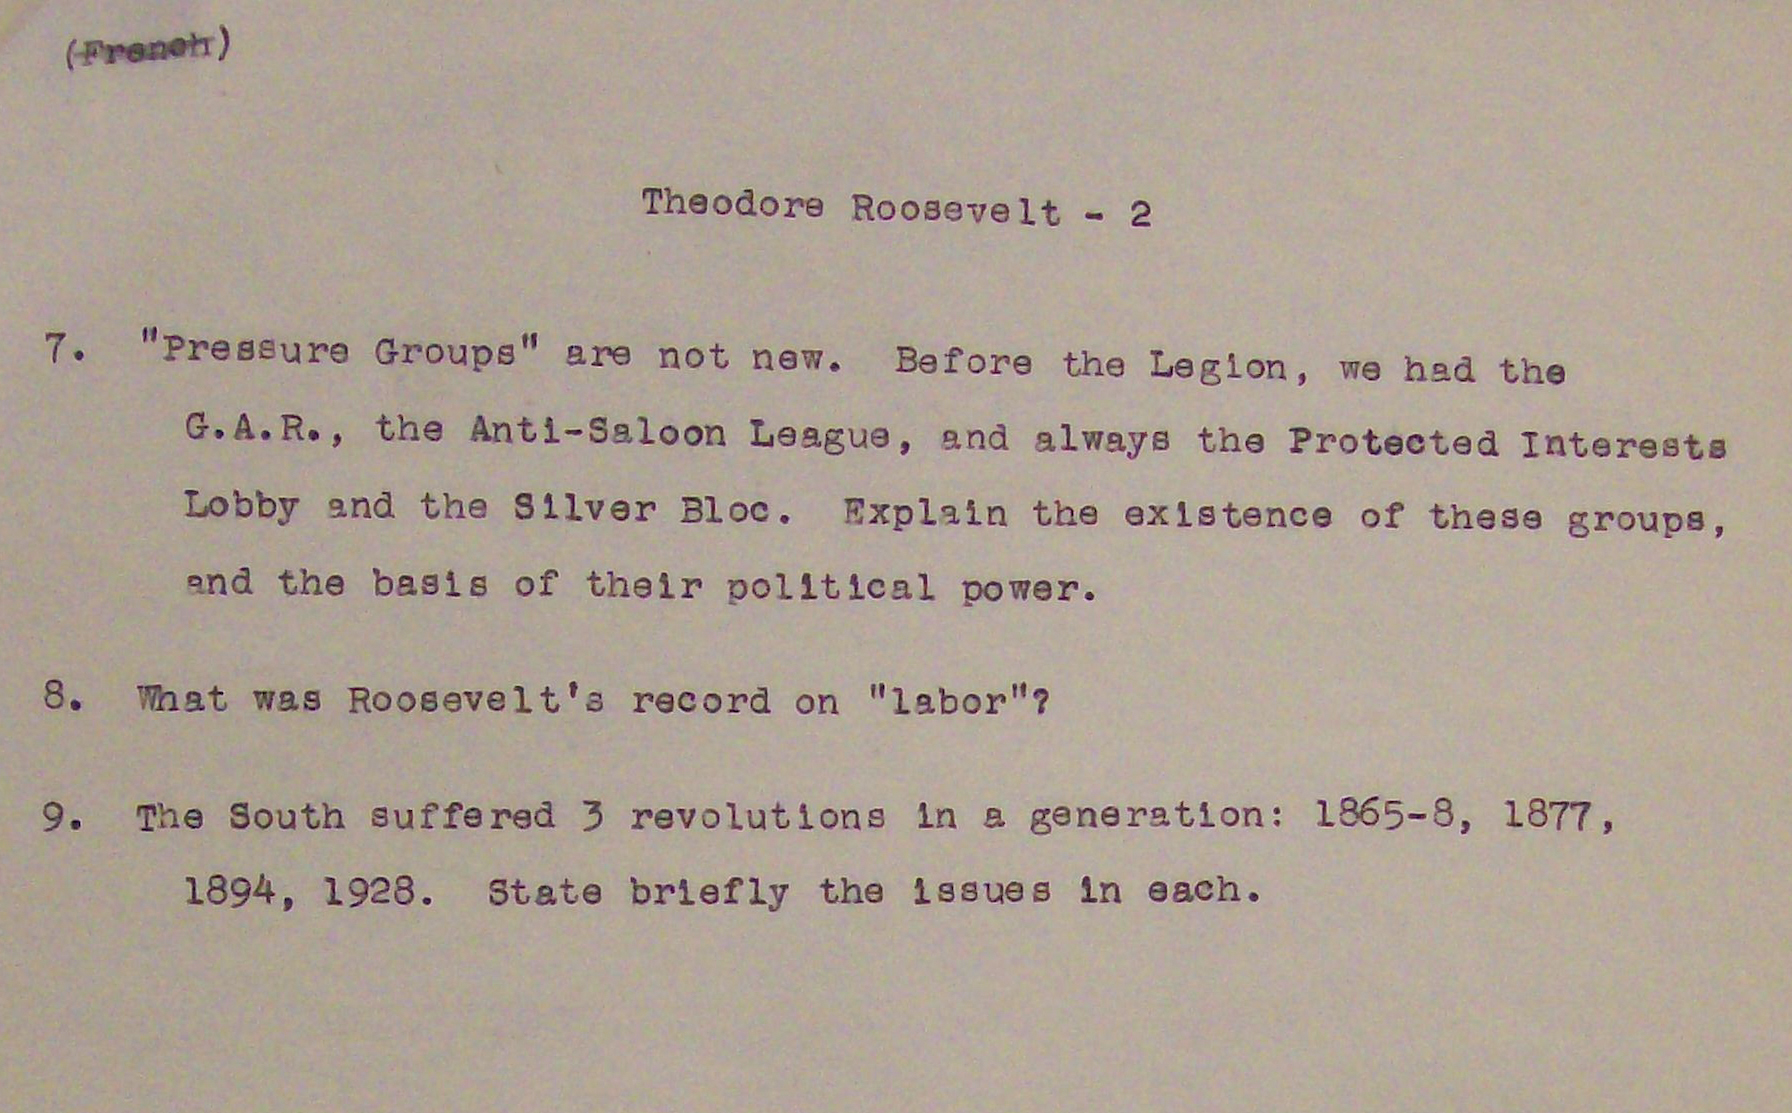 (French)
Theodore Roosevelt - 2
7. "Pressure Groups" are not new. Before the Legion, we had the
G.A.R., the Anti-Saloon League, and always the Protected Interests
Lobby and the Silver Bloc. Explain the existence of these groups,
and the basis of their political power.
8. What was Roosevelt's record on "labor"?
9. The South suffered 3 revolutions in a generation: 1865-8, 1877,
1894, 1928. State briefly the issues in each.